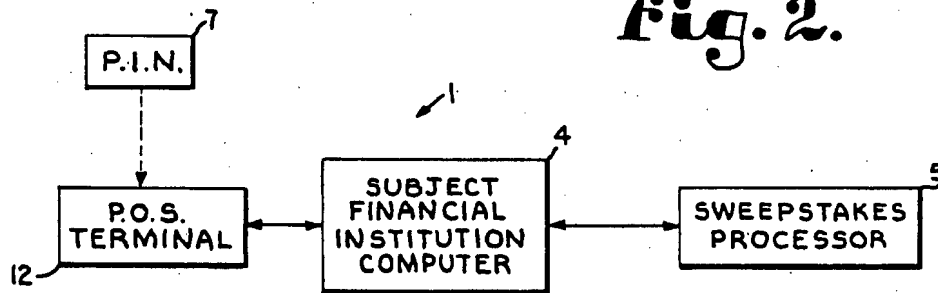 Fig. 2.
7
P.I.N.
1
4
5
P.O.S.
TERMINAL
12
SUBJECT
FINANCIAL
INSTITUTION
COMPUTER
SWEEPSTAKES
PROCESSOR